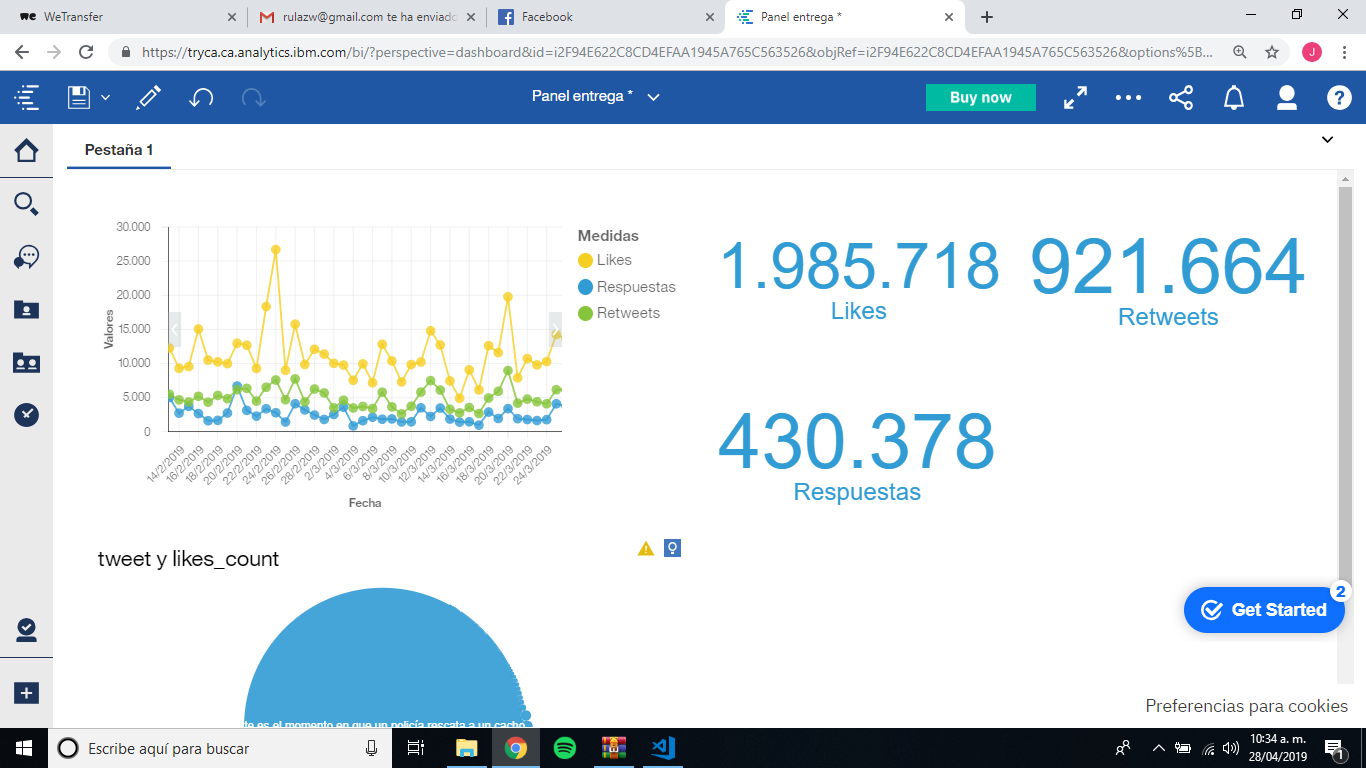 WeTransfer
rulazw@gmail.com te ha enviado
Facebook
Panel entrega *
https://tryca.ca.analytics.ibm.com/bi/?perspective=dashboard&id=i2F94E622C8CD4EFAA1945A765C563526&objRef=i2F94E622C8CD4EFAA1945A765C563526&options%5B...
J
Panel entrega *
Buy now
?
Pestaña 1
30.000
25.000
20.000
15.000
10.000
5.000
0
Valores
14/2/2019
16/2/2019
18/2/2019
20/2/2019
22/2/2019
24/2/2019
26/2/2019
28/2/2019
2/3/2019
4/3/2019
6/3/2019
8/3/2019
10/3/2019
12/3/2019
14/3/2019
16/3/2019
18/3/2019
20/3/2019
22/3/2019
24/3/2019
Fecha
Medidas
Likes
Respuestas
Retweets
1.985.718
Likes
921.664
Retweets
430.378
Respuestas
tweet y likes_count
te es el momento en que un policía rescata a un cacho
2
Get Started
Preferencias para cookies
Escribe aquí para buscar
10:34 a. m.
28/04/2019
1